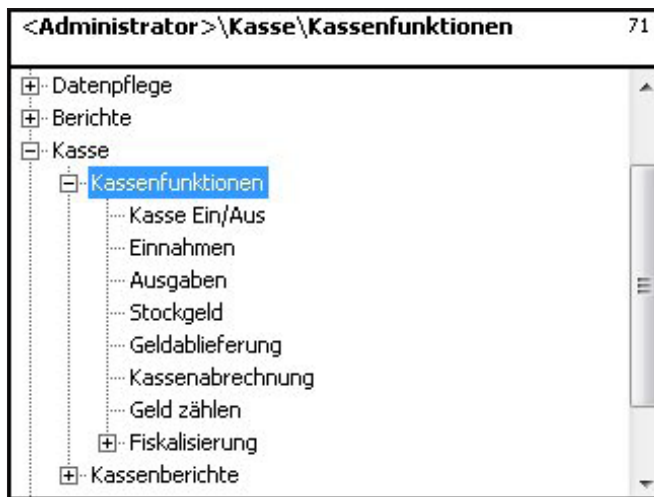 <Administrator>\Kasse\Kassenfunktionen 71
Datenpflege
Berichte
Kasse
Kassenfunktionen
Kasse Ein/Aus
Einnahmen
Ausgaben
Stockgeld
Geldablieferung
Kassenabrechnung
Geld zählen
Fiskalisierung
Kassenberichte